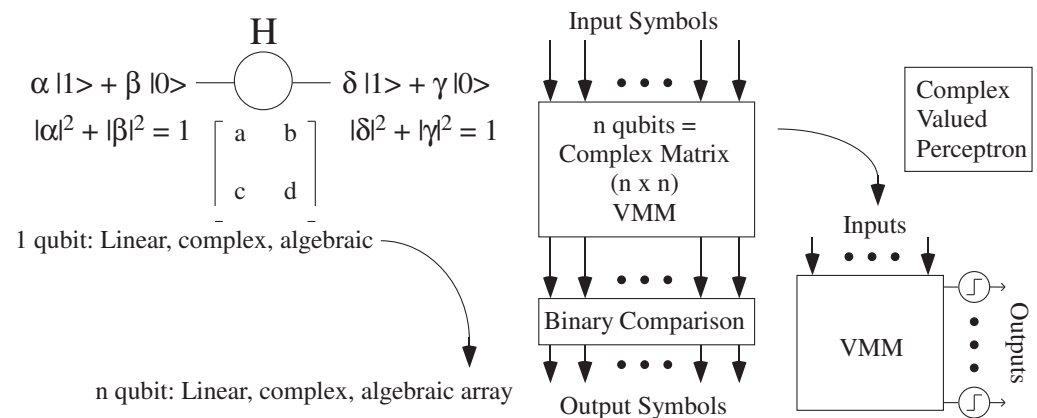 H
α |1> + β |0>
δ |1> + γ |0>
|α|² + |β|² = 1
|δ|² + |γ|² = 1
a b
c d
1 qubit: Linear, complex, algebraic
n qubit: Linear, complex, algebraic array
Input Symbols
n qubits =
Complex Matrix
(n x n)
VMM
Binary Comparison
Output Symbols
Complex
Valued
Perceptron
Inputs
VMM
Outputs